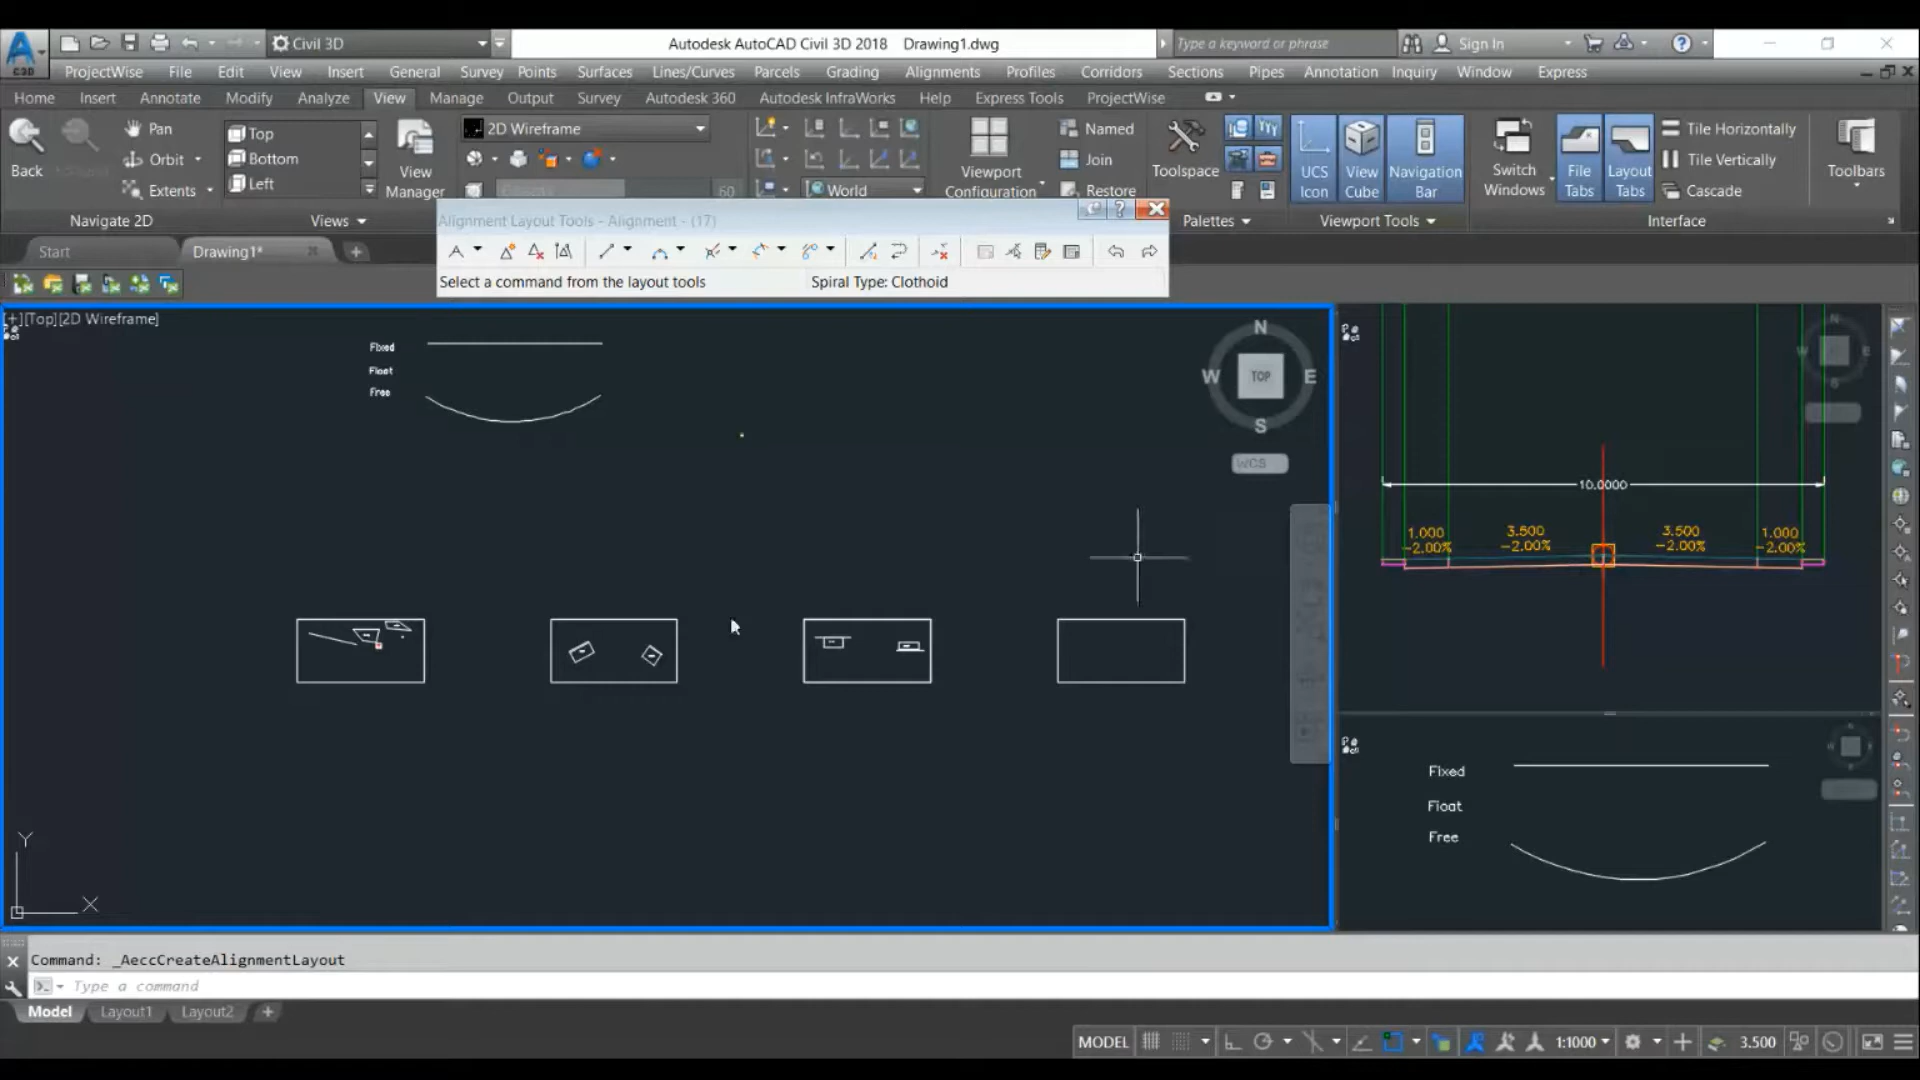 Civil 3D
Autodesk AutoCAD Civil 3D 2018 Drawing1.dwg
Type a keyword or phrase
Sign In
C3D
ProjectWise File Edit View Insert General Survey Points Surfaces Lines/Curves Parcels Grading Alignments Profiles Corridors Sections Pipes Annotation Inquiry Window Express
Home Insert Annotate Modify Analyze View Manage Output Survey Autodesk 360 Autodesk InfraWorks Help Express Tools ProjectWise
Back
Pan
Orbit
Extents
Top
Bottom
Left
View
Manager
2D Wireframe
60
World
Viewport
Configuration
Named
Join
Restore
Toolspace
UCS
Icon
View
Cube
Navigation
Bar
Switch
Windows
File
Tabs
Layout
Tabs
Tile Horizontally
Tile Vertically
Cascade
Toolbars
Navigate 2D
Views
Palettes
Viewport Tools
Interface
Alignment Layout Tools - Alignment - (17)
Select a command from the layout tools
Spiral Type: Clothoid
Start
Drawing1*
[+][Top][2D Wireframe]
Fixed
Float
Free
N
W TOP E
S
WCS
Y
X
N
W E
10.0000
1.000 3.500 3.500 1.000
-2.00% -2.00% -2.00% -2.00%
Fixed
Float
Free
Command: _AeccCreateAlignmentLayout
Type a command
Model Layout1 Layout2
MODEL 1:1000 3.500